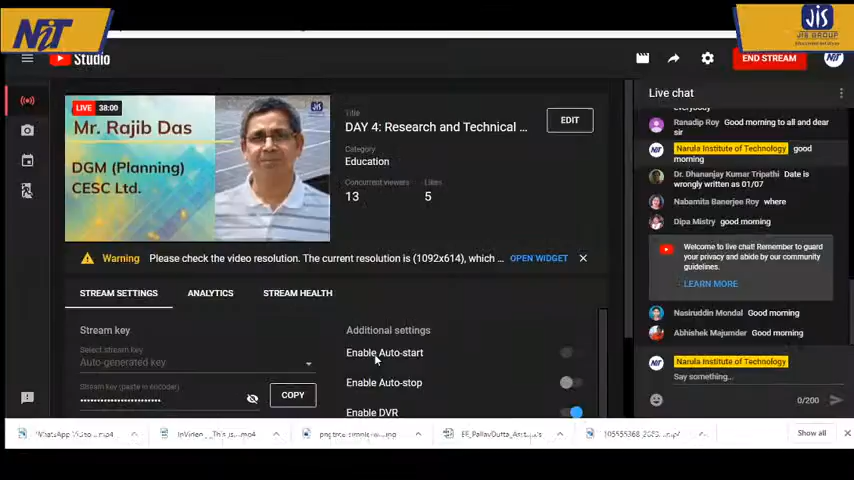 NiT
JIS
JIS GROUP
Studio
END STREAM
NiT
LIVE 38:00
JIS
Mr. Rajib Das
DGM (Planning)
CESC Ltd.
Title
DAY 4: Research and Technical ...
EDIT
Category
Education
Concurrent viewers
Likes
13
5
Warning Please check the video resolution. The current resolution is (1092x614), which ... OPEN WIDGET
STREAM SETTINGS
ANALYTICS
STREAM HEALTH
Stream key
Select stream key
Auto-generated key
Stream key (paste in encoder)
COPY
Additional settings
Enable Auto-start
Enable Auto-stop
Enable DVR
Live chat
everybody
Ranadip Roy Good morning to all and dear
sir
Narula Institute of Technology good
morning
Dr. Dhananjay Kumar Tripathi Date is
wrongly written as 01/07
Nabamita Banerjee Roy where
Dipa Mistry good morning
Welcome to live chat! Remember to guard
your privacy and abide by our community
guidelines.
LEARN MORE
Nasiruddin Mondal Good morning
Abhishek Majumder Good morning
Narula Institute of Technology
Say something...
0/200
Show all